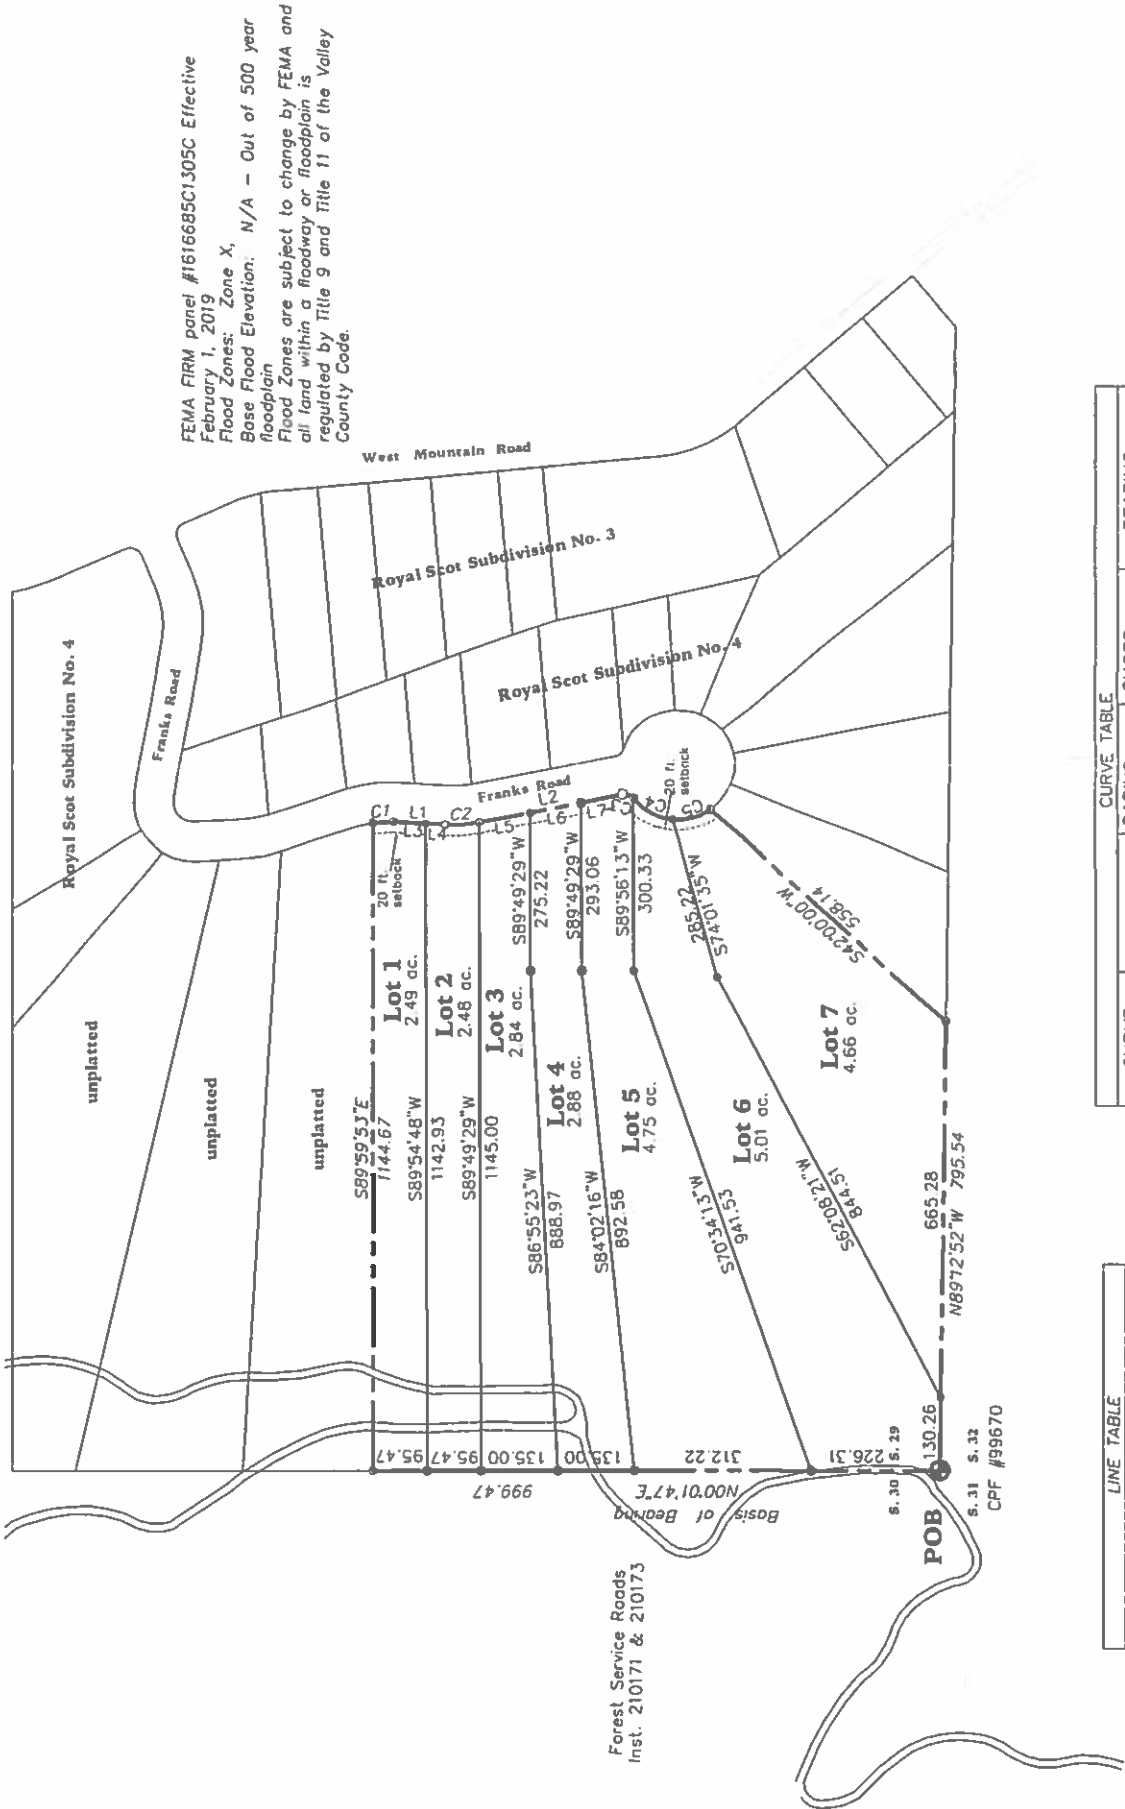 FEMA FIRM panel #1616685C1305C Effective
February 1, 2019
Flood Zones: Zone X,
Base Flood Elevation: N/A - Out of 500 year
floodplain
Flood Zones are subject to change by FEMA and
all land within a floodway or floodplain is
regulated by Title 9 and Title 11 of the Valley
County Code.
Royal Scot Subdivision No. 4
Franks Road
West Mountain Road
Royal Scot Subdivision No. 3
Royal Scot Subdivision No. 4
Franks Road
unplatted
unplatted
unplatted
S89°59'53"E
1144.67
20 ft.
setback
C1
L1
L3
L4
C2
L5
L2
L6
L7
C3
C4
C5
20 ft.
setback
Lot 1
2.49 ac.
S89°54'48"W
1142.93
Lot 2
2.48 ac.
S89°49'29"W
1145.00
Lot 3
2.84 ac.
S89°49'29"W
275.22
S86°55'23"W
888.97
Lot 4
2.88 ac.
S89°49'29"W
293.06
S84°02'16"W
892.58
Lot 5
4.75 ac.
S89°56'13"W
300.33
S70°34'13"W
941.53
Lot 6
5.01 ac.
285.22
S74°01'35"W
S62°08'21"W
844.51
Lot 7
4.66 ac.
S42°00'00"W
558.14
665.28
N89°12'52"W 795.54
130.26
95.47
95.47
135.00
135.00
312.22
226.31
999.47
N00°01'47"E
Basis of Bearing
S. 30 S. 29
S. 31 S. 32
POB
CPF #99670
Forest Service Roads
Inst. 210171 & 210173
LINE TABLE
CURVE TABLE